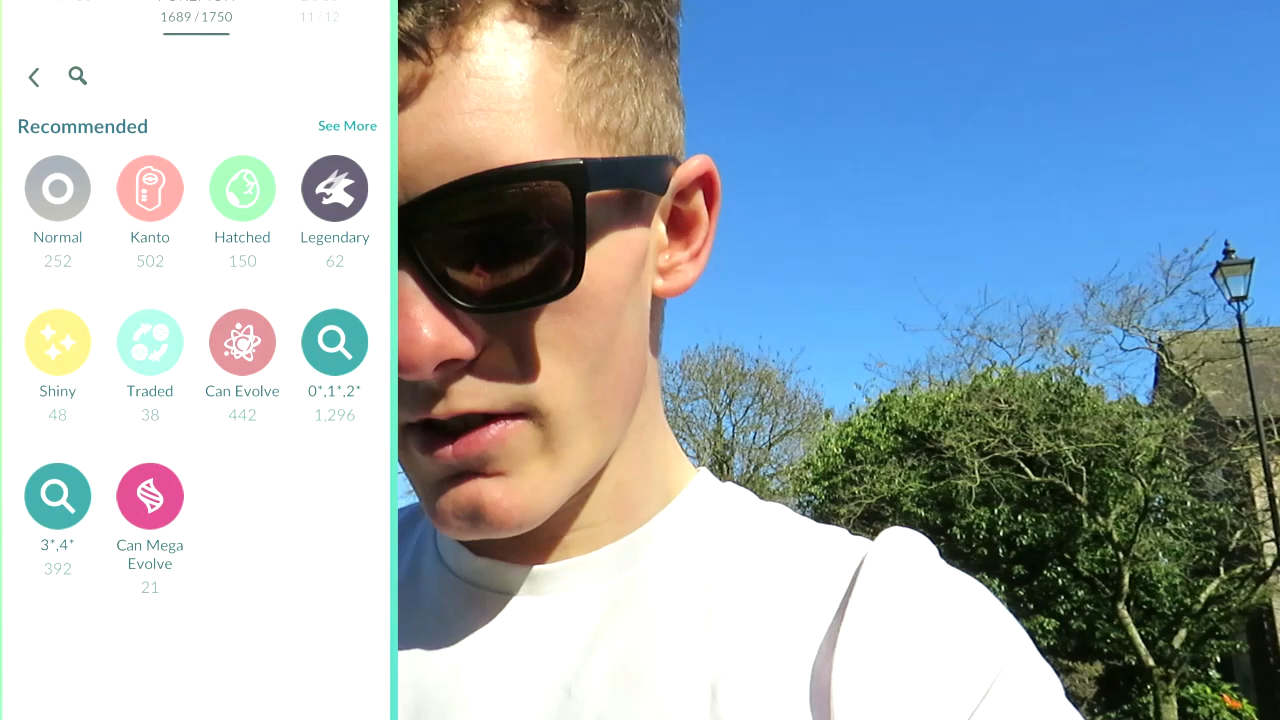 1689 / 1750
11 / 12
Recommended
See More
Normal
Kanto
Hatched
Legendary
252
502
150
62
Shiny
Traded
Can Evolve
0*,1*,2*
48
38
442
1,296
3*,4*
Can Mega
Evolve
392
21